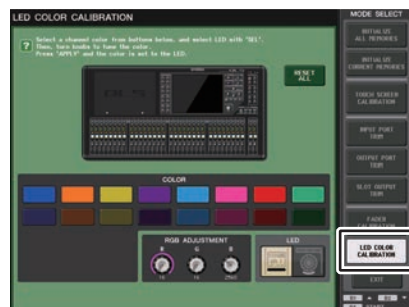 LED COLOR CALIBRATION
Select a channel color from buttons below, and select LED with "SEL".
Then, turn knobs to tune the color.
Press "APPLY" and the color is set to the LED.
RESET
ALL
COLOR
RGB ADJUSTMENT
R
G
B
LED
MODE SELECT
INITIALIZE
ALL MEMORIES
INITIALIZE
CURRENT MEMORIES
TOUCH SCREEN
CALIBRATION
INPUT PORT
TRIM
OUTPUT PORT
TRIM
SLOT OUTPUT
TRIM
FADER
CALIBRATION
LED COLOR
CALIBRATION
EXIT